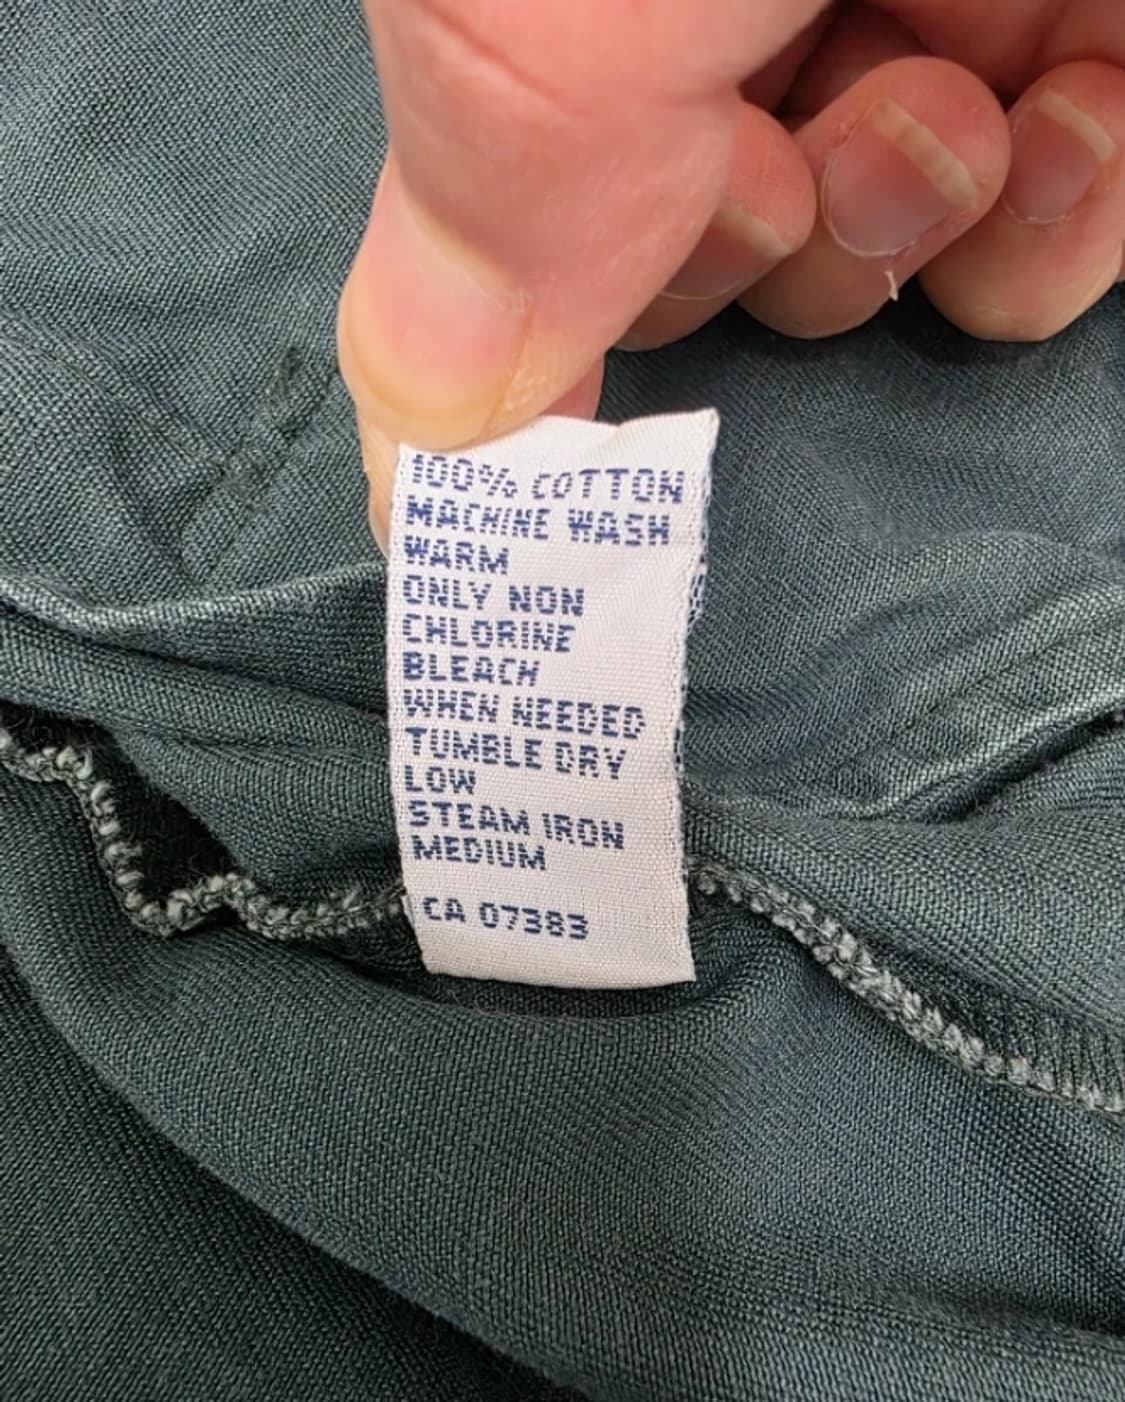 100% COTTON
MACHINE WASH
WARM
ONLY NON
CHLORINE
BLEACH
WHEN NEEDED
TUMBLE DRY
LOW
STEAM IRON
MEDIUM
CA 07383